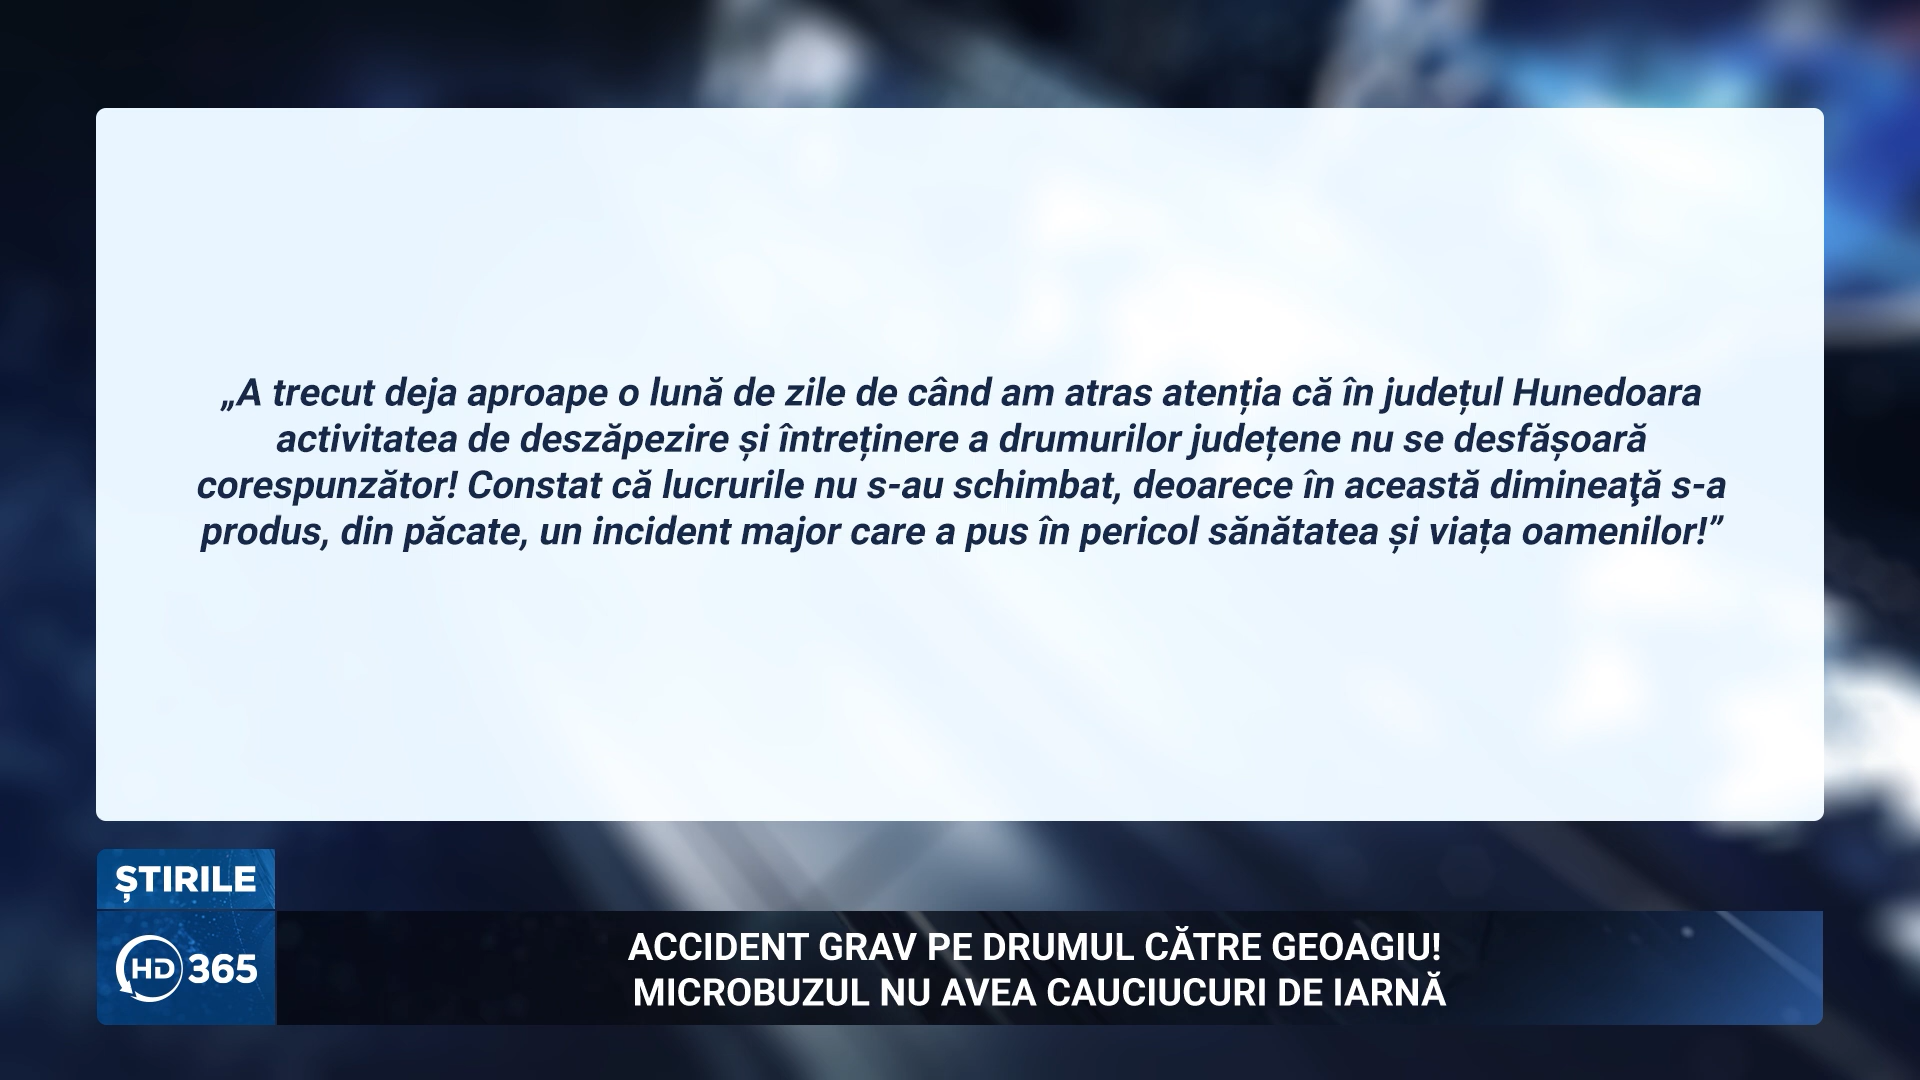 „A trecut deja aproape o lună de zile de când am atras atenția că în județul Hunedoara
activitatea de deszăpezire și întreținere a drumurilor județene nu se desfășoară
corespunzător! Constat că lucrurile nu s-au schimbat, deoarece în această dimineaţă s-a
produs, din păcate, un incident major care a pus în pericol sănătatea și viața oamenilor!”
ȘTIRILE
HD 365
ACCIDENT GRAV PE DRUMUL CĂTRE GEOAGIU!
MICROBUZUL NU AVEA CAUCIUCURI DE IARNĂ